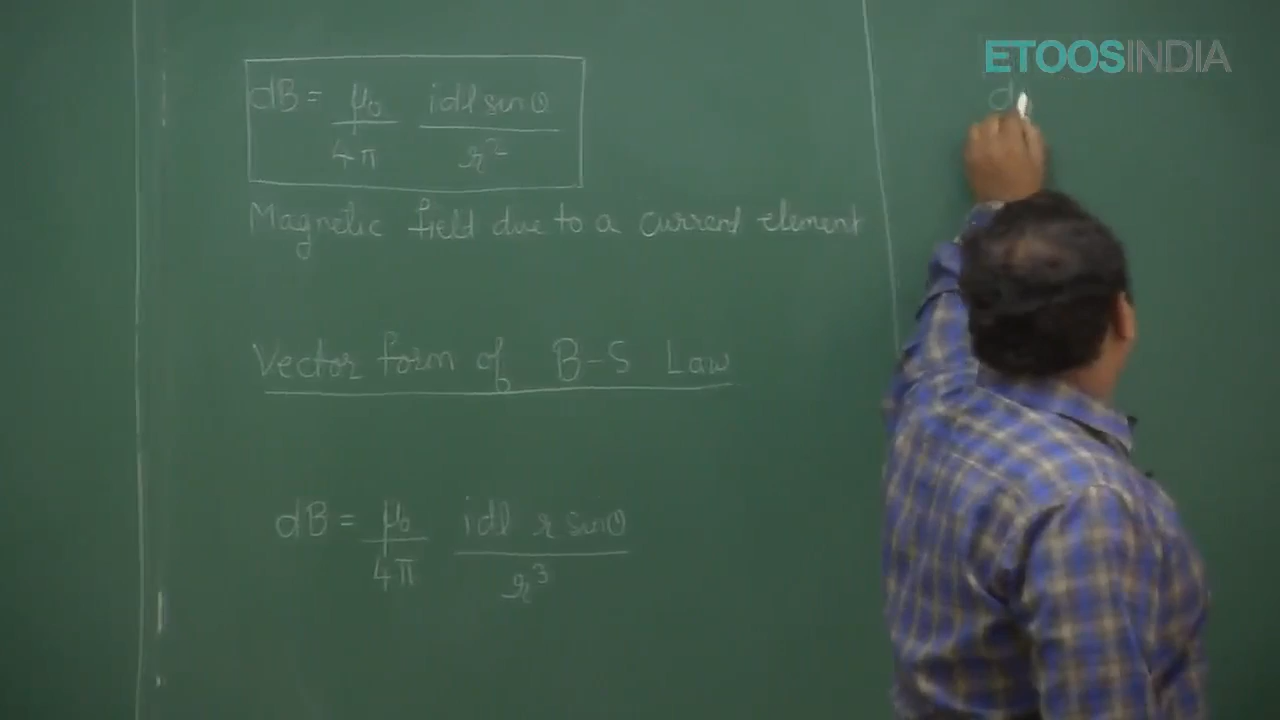 dB = μ₀/4π idl sinθ/r²
Magnetic field due to a current element
Vector form of B-S Law
dB = μ₀/4π idl r sinθ/r³
ETOOSINDIA
d